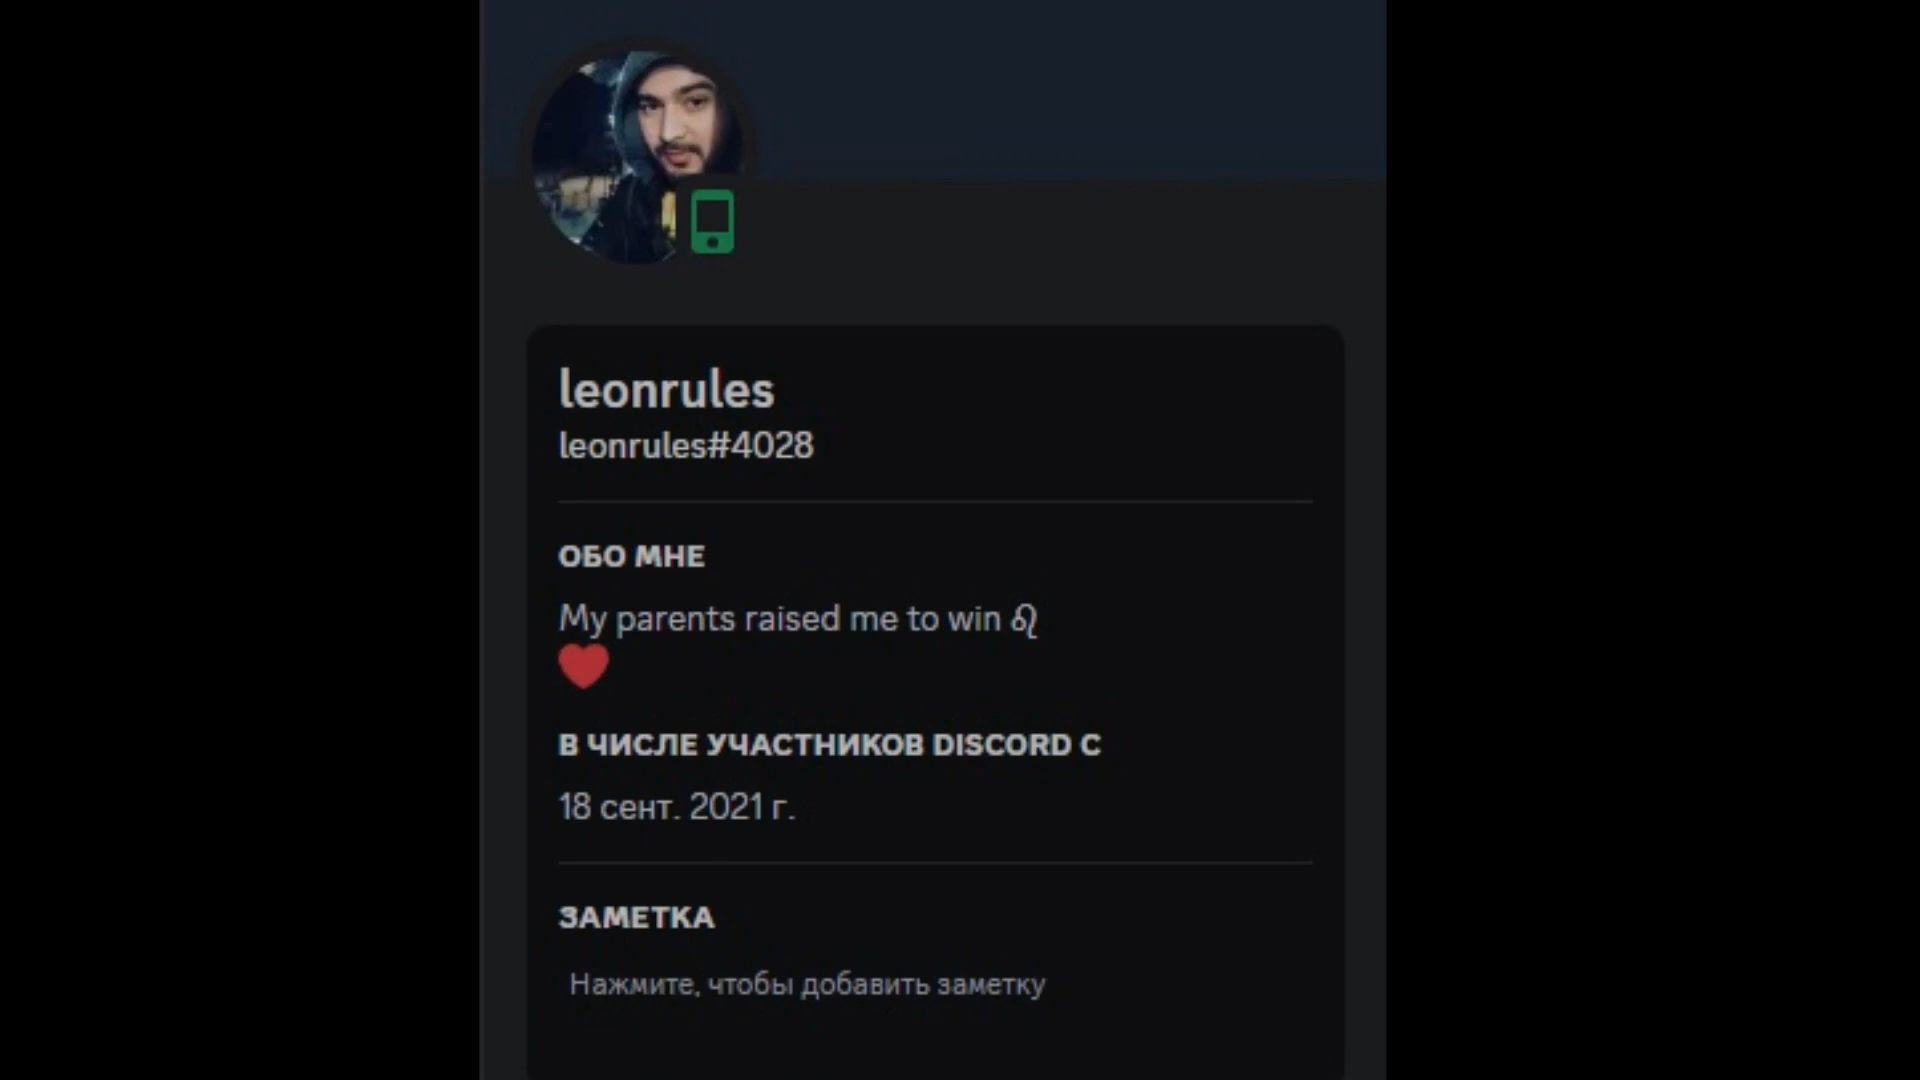 leonrules
leonrules#4028
ОБО МНЕ
My parents raised me to win ♌︎
❤️
В ЧИСЛЕ УЧАСТНИКОВ DISCORD С
18 сент. 2021 г.
ЗАМЕТКА
Нажмите, чтобы добавить заметку